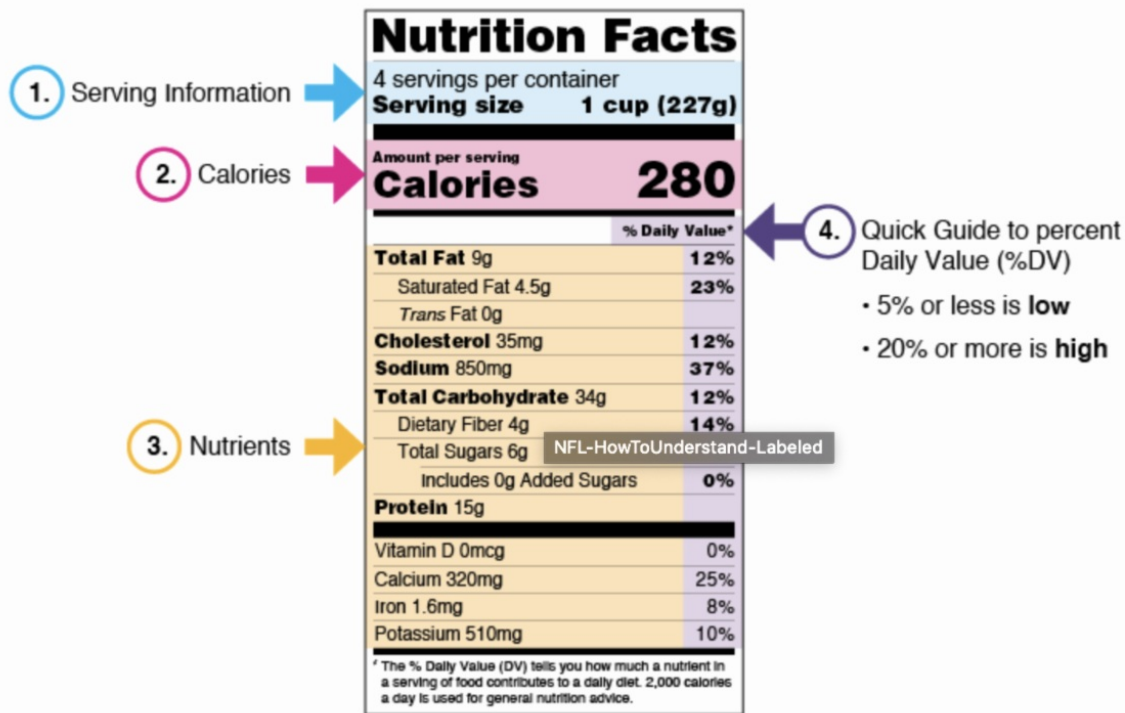 Nutrition Facts
4 servings per container
Serving size 1 cup (227g)
Amount per serving
Calories 280
% Daily Value*
Total Fat 9g 12%
Saturated Fat 4.5g 23%
Trans Fat 0g
Cholesterol 35mg 12%
Sodium 850mg 37%
Total Carbohydrate 34g 12%
Dietary Fiber 4g 14%
Total Sugars 6g
Includes 0g Added Sugars 0%
Protein 15g
Vitamin D 0mcg 0%
Calcium 320mg 25%
Iron 1.6mg 8%
Potassium 510mg 10%
* The % Daily Value (DV) tells you how much a nutrient in
a serving of food contributes to a daily diet. 2,000 calories
a day is used for general nutrition advice.
1. Serving Information
2. Calories
3. Nutrients
4. Quick Guide to percent
Daily Value (%DV)
• 5% or less is low
• 20% or more is high
NFL-HowToUnderstand-Labeled